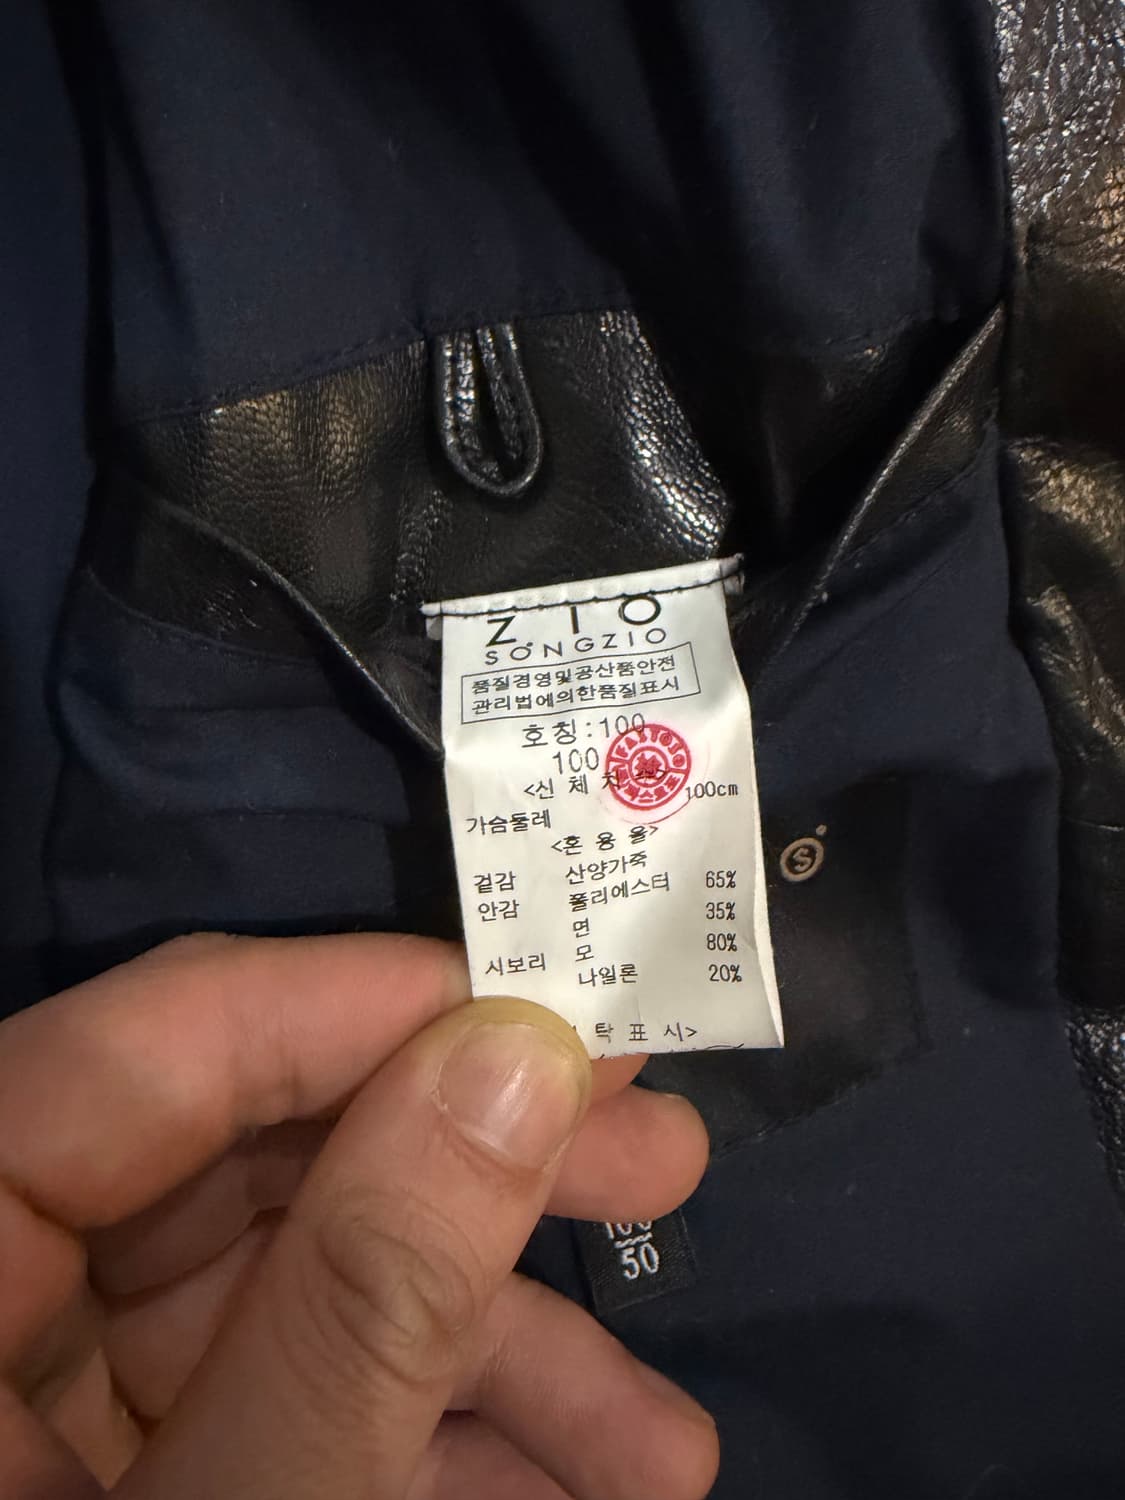 ZIO
SONGZIO
품질경영및공산품안전
관리법에의한품질표시
호칭:100
100
<신 체 치
가슴둘레 100cm
<혼 용 율>
겉감 산양가죽
안감 폴리에스터 65%
면 35%
시보리 모 80%
나일론 20%
탁 표 시>
S
100
50